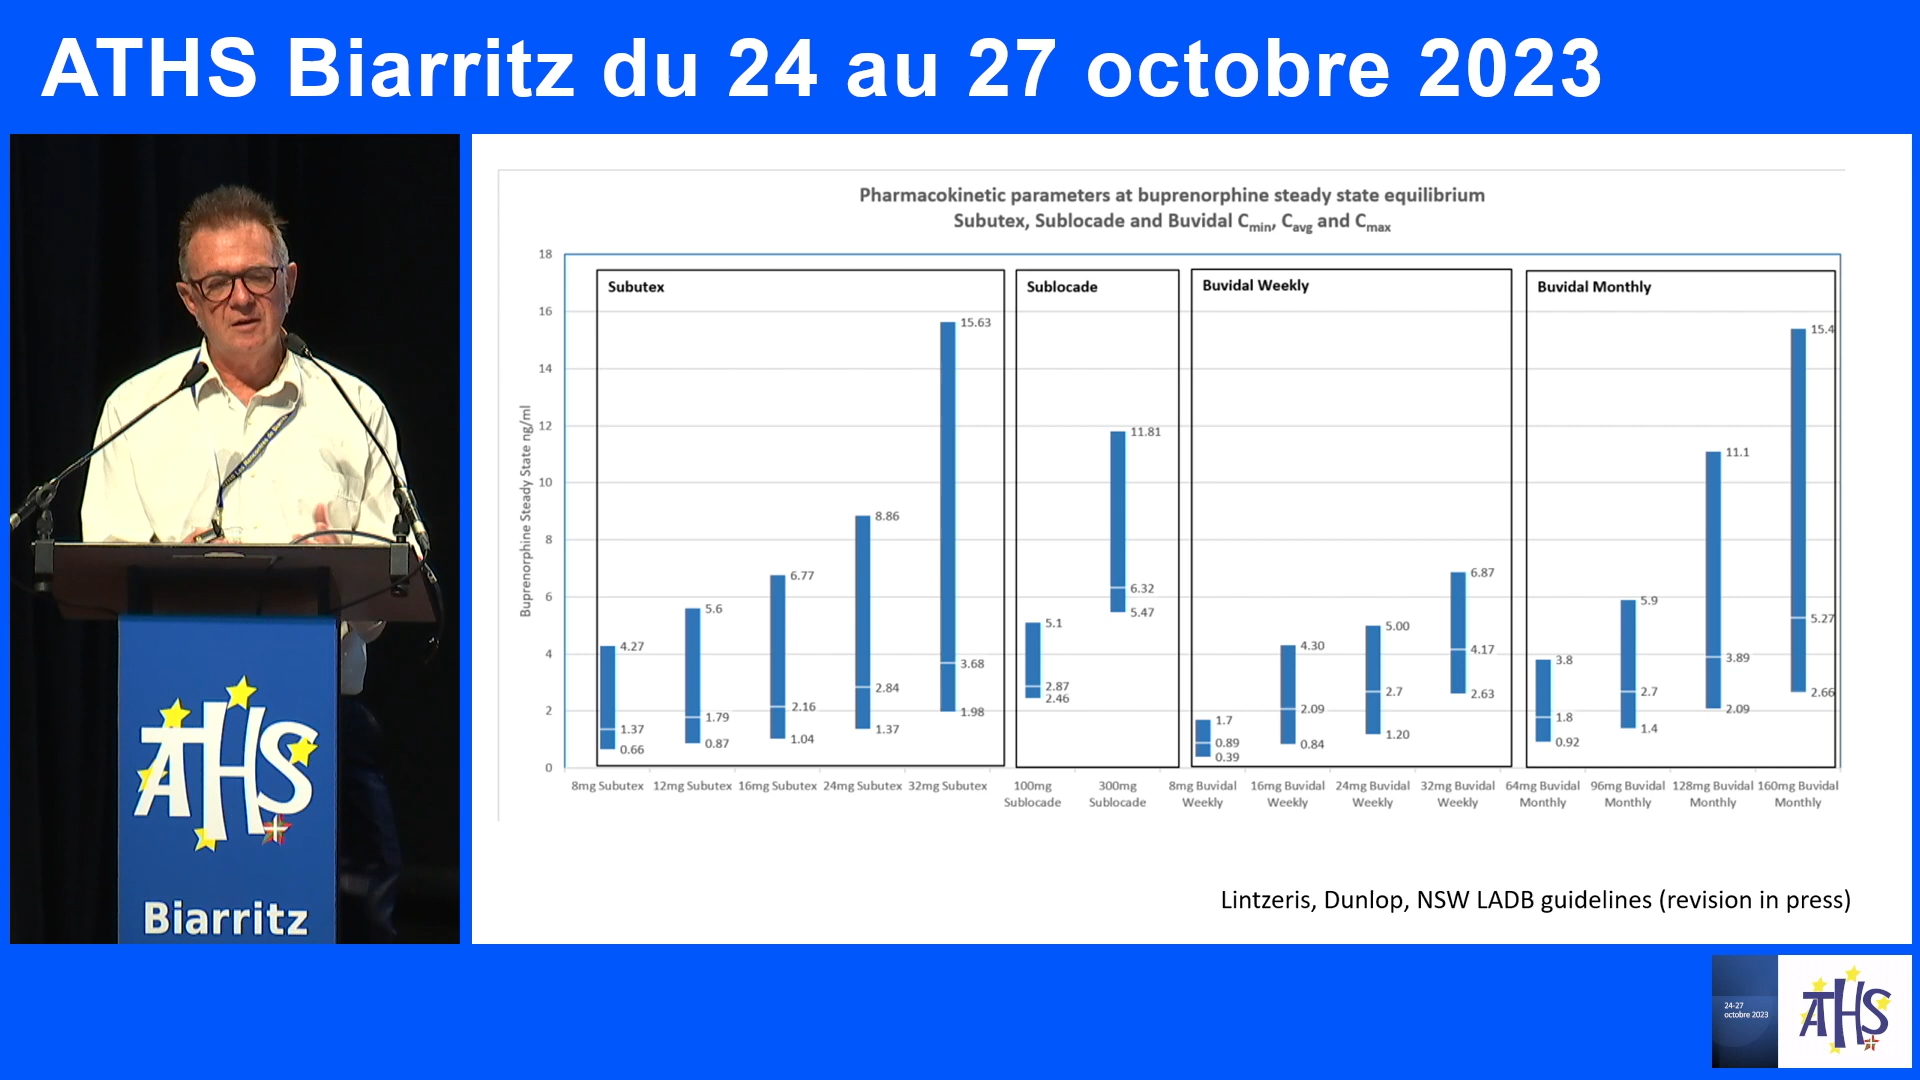 ATHS Biarritz du 24 au 27 octobre 2023
Pharmacokinetic parameters at buprenorphine steady state equilibrium
Subutex, Sublocade and Buvidal Cmin, Cavg and Cmax
Buprenorphine Steady State ng/ml
18
16
14
12
10
8
6
4
2
0
Subutex
4.27
1.37
0.66
5.6
1.79
0.87
6.77
2.16
1.04
8.86
2.84
1.37
15.63
3.68
1.98
Sublocade
5.1
2.87
2.46
11.81
6.32
5.47
Buvidal Weekly
1.7
0.89
0.39
4.30
2.09
0.84
5.00
2.7
1.20
6.87
4.17
2.63
Buvidal Monthly
3.8
1.8
0.92
5.9
2.7
1.4
11.1
3.89
2.09
15.4
5.27
2.66
8mg Subutex
12mg Subutex
16mg Subutex
24mg Subutex
32mg Subutex
100mg
Sublocade
300mg
Sublocade
8mg Buvidal
Weekly
16mg Buvidal
Weekly
24mg Buvidal
Weekly
32mg Buvidal
Weekly
64mg Buvidal
Monthly
96mg Buvidal
Monthly
128mg Buvidal
Monthly
160mg Buvidal
Monthly
Lintzeris, Dunlop, NSW LADB guidelines (revision in press)
ATHS
Biarritz
24-27
octobre 2023
ATHS